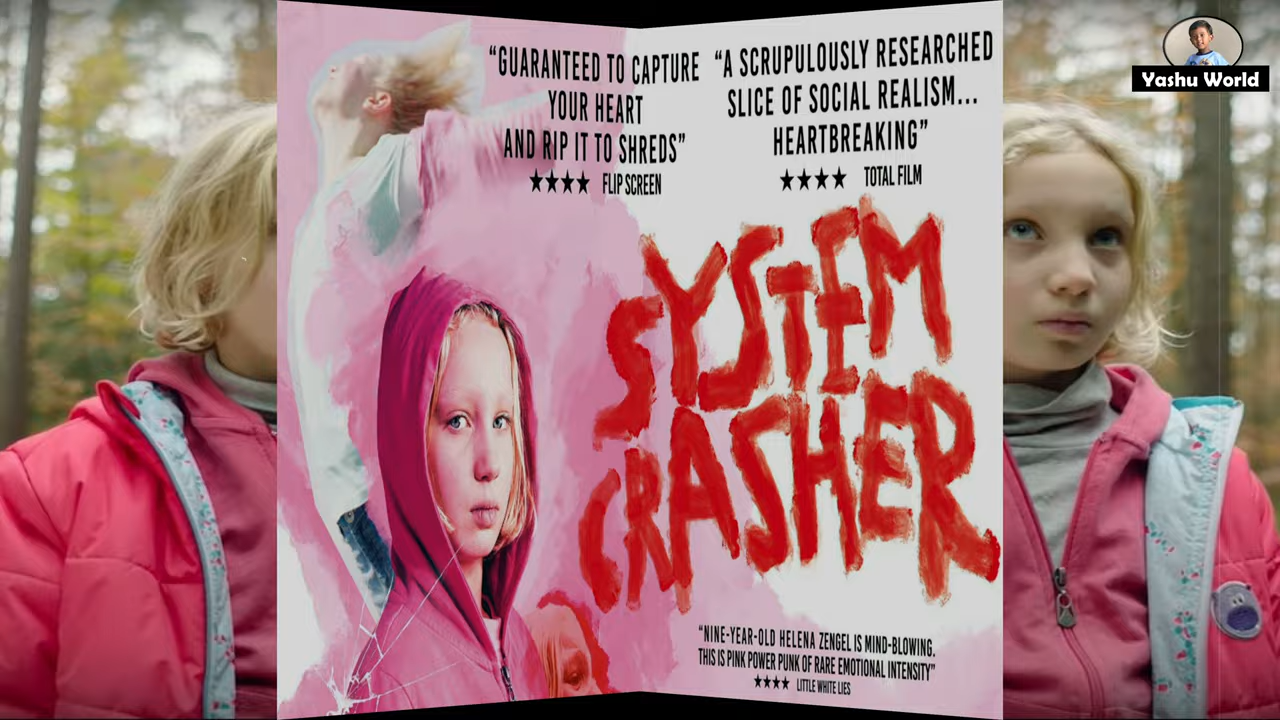 “GUARANTEED TO CAPTURE
YOUR HEART
AND RIP IT TO SHREDS”
★★★★ FLIP SCREEN
“A SCRUPULOUSLY RESEARCHED
SLICE OF SOCIAL REALISM...
HEARTBREAKING”
★★★★ TOTAL FILM
Yashu World
SYSTEM
CRASHER
“NINE-YEAR-OLD HELENA ZENGEL IS MIND-BLOWING.
THIS IS PINK POWER PUNK OF RARE EMOTIONAL INTENSITY”
★★★★ LITTLE WHITE LIES